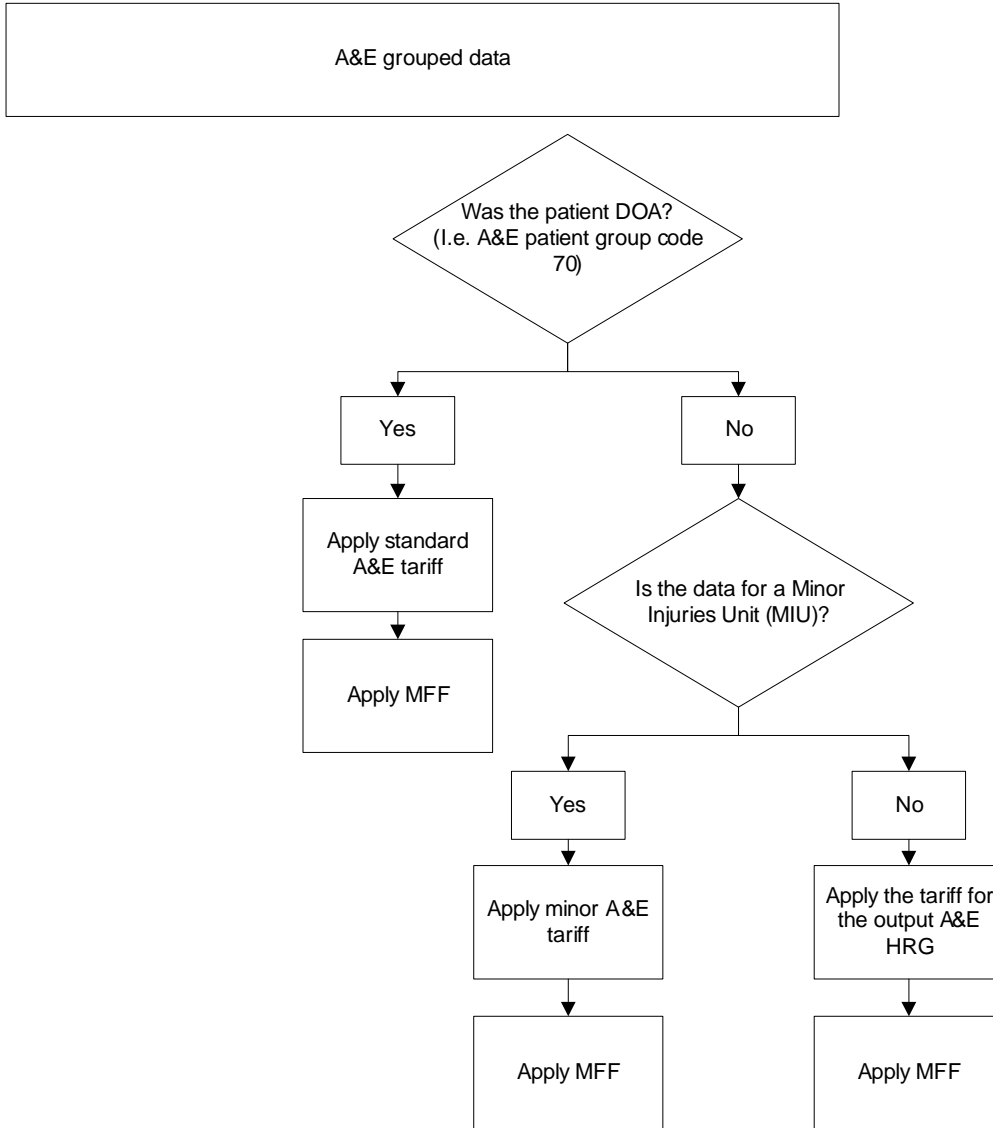 A&E grouped data
Was the patient DOA?
(I.e. A&E patient group code
70)
Yes
No
Apply standard
A&E tariff
Is the data for a Minor
Injuries Unit (MIU)?
Apply MFF
Yes
No
Apply minor A&E
tariff
Apply the tariff for
the output A&E
HRG
Apply MFF
Apply MFF